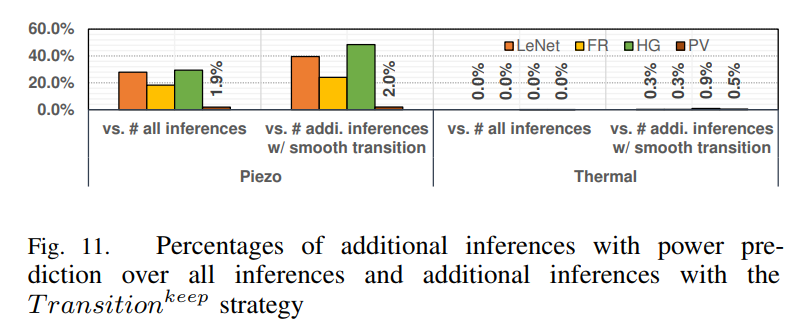 60.0%
40.0%
20.0%
0.0%
LeNet FR HG PV
1.9%
2.0%
0.0%
0.0%
0.0%
0.0%
0.3%
0.3%
0.9%
0.5%
vs. # all inferences
vs. # addi. inferences
w/ smooth transition
vs. # all inferences
vs. # addi. inferences
w/ smooth transition
Piezo
Thermal
Fig. 11. Percentages of additional inferences with power pre-
diction over all inferences and additional inferences with the
Transition^keep strategy